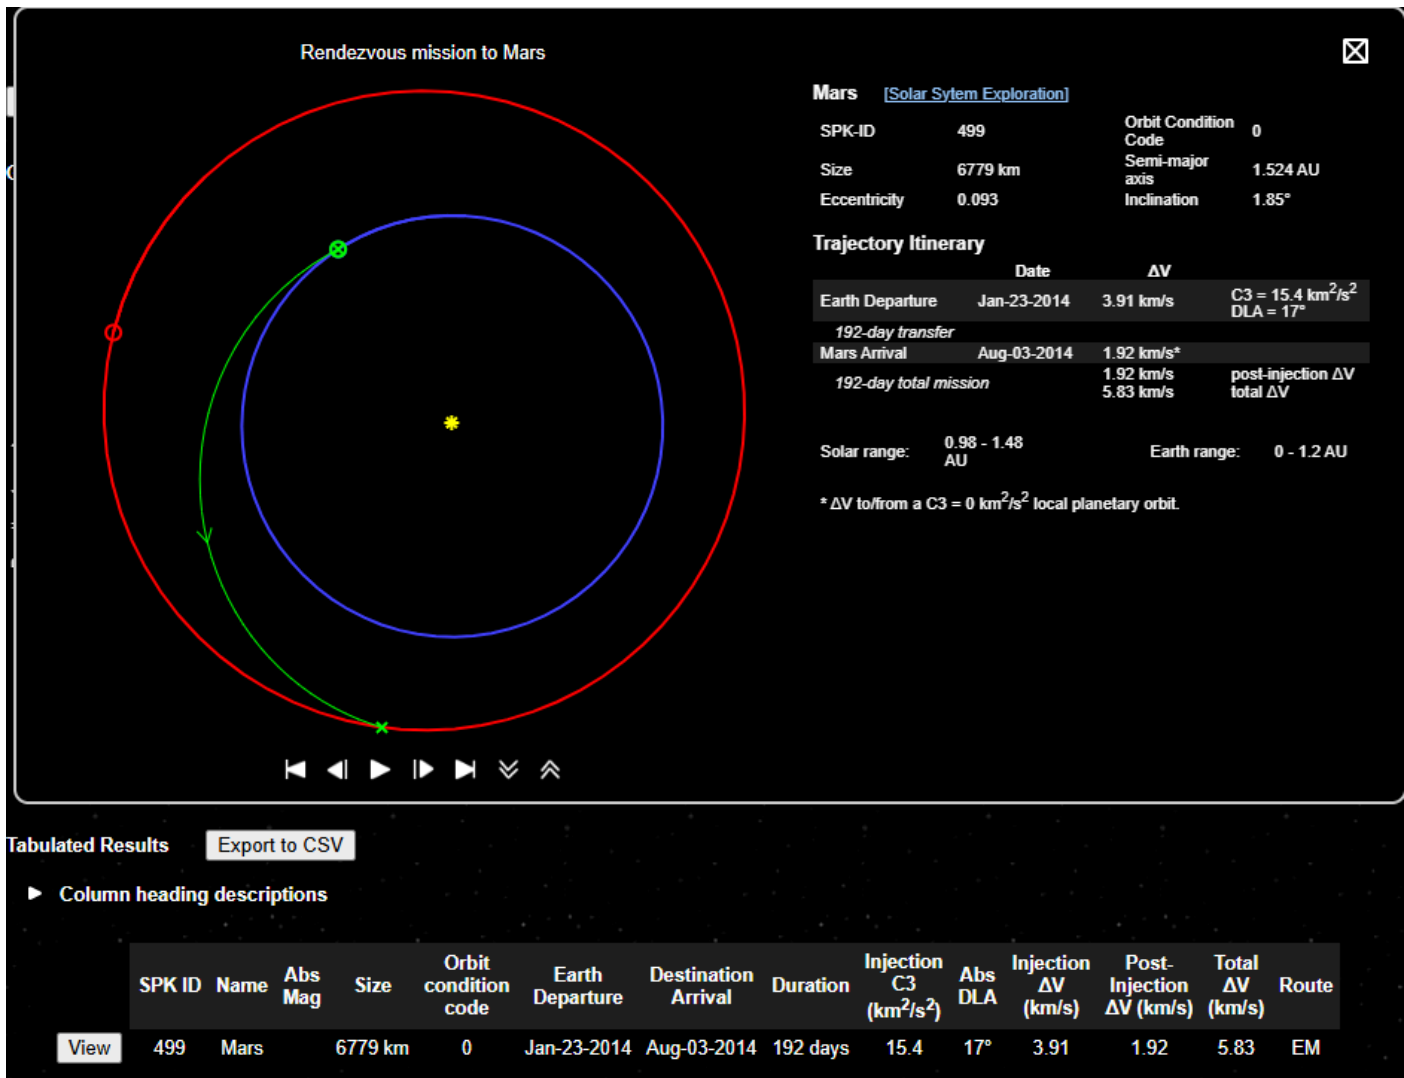 Rendezvous mission to Mars
Mars [Solar Sytem Exploration]
SPK-ID 499 Orbit Condition Code 0
Size 6779 km Semi-major axis 1.524 AU
Eccentricity 0.093 Inclination 1.85°
Trajectory Itinerary
Date ΔV
Earth Departure Jan-23-2014 3.91 km/s C3 = 15.4 km²/s² DLA = 17°
192-day transfer
Mars Arrival Aug-03-2014 1.92 km/s*
192-day total mission 1.92 km/s post-injection ΔV
5.83 km/s total ΔV
Solar range: 0.98 - 1.48 AU Earth range: 0 - 1.2 AU
* ΔV to/from a C3 = 0 km²/s² local planetary orbit.
Tabulated Results Export to CSV
Column heading descriptions
SPK ID Name Abs Mag Size Orbit condition code Earth Departure Destination Arrival Duration Injection C3 (km²/s²) Abs DLA Injection ΔV (km/s) Post-Injection ΔV (km/s) Total ΔV (km/s) Route
View 499 Mars 6779 km 0 Jan-23-2014 Aug-03-2014 192 days 15.4 17° 3.91 1.92 5.83 EM